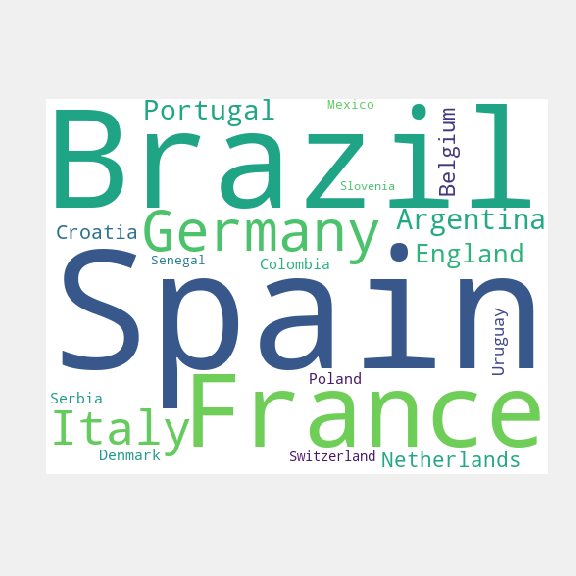 Portugal
Mexico
Brazil
Belgium
Slovenia
Croatia
Germany
Argentina
England
Senegal
Colombia
Spain
Uruguay
Poland
France
Serbia
Italy
Denmark
Switzerland
Netherlands